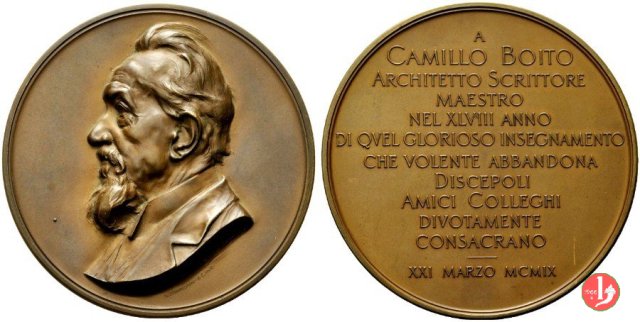 A
CAMILLO BOITO
ARCHITETTO SCRITTORE
MAESTRO
NEL XLVIII ANNO
DI QVEL GLORIOSO INSEGNAMENTO
CHE VOLENTE ABBANDONA
DISCEPOLI
AMICI COLLEGHI
DIVOTAMENTE
CONSACRANO
XXI MARZO MCMIX